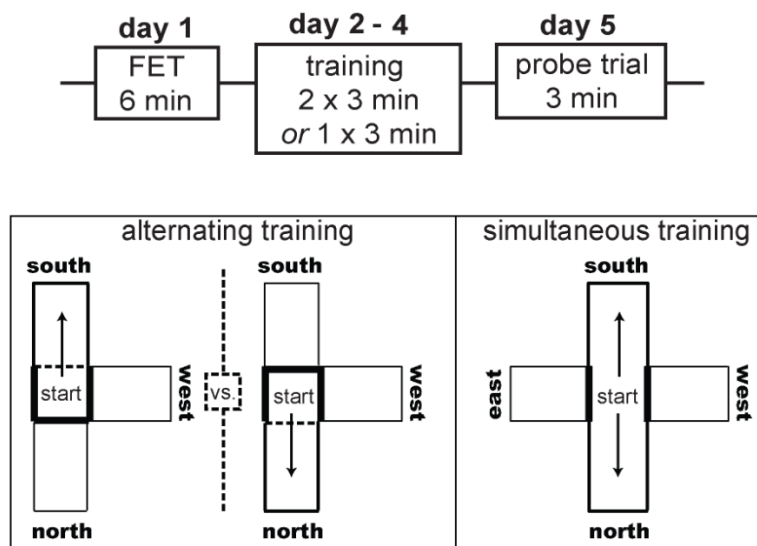 day 1
FET
6 min
day 2 - 4
training
2 x 3 min
or 1 x 3 min
day 5
probe trial
3 min
alternating training
south
start
west
north
vs.
south
start
west
north
simultaneous training
south
east
start
west
north